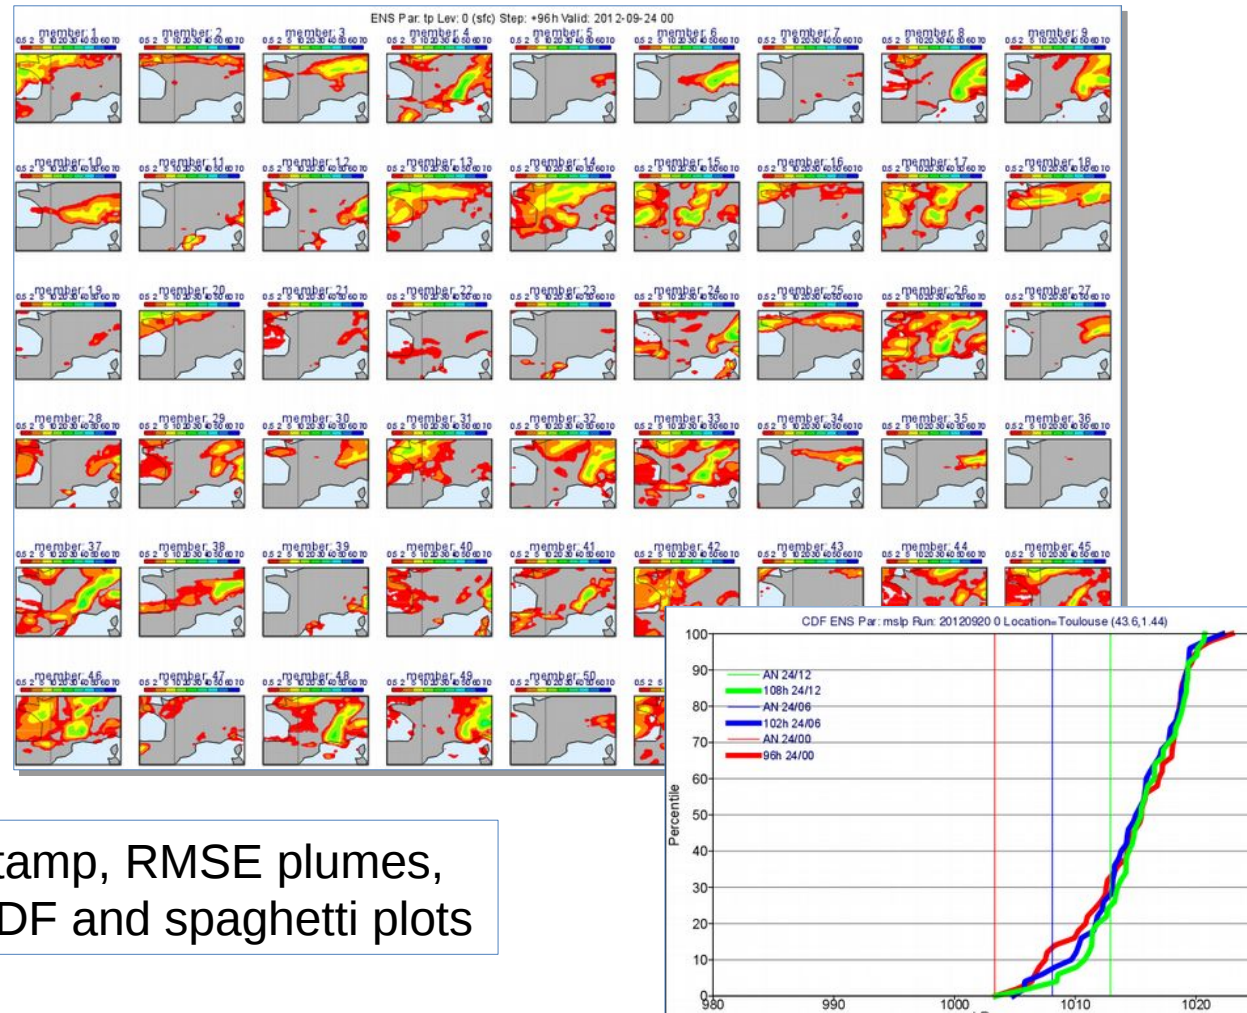 ENS Par: tp Lev: 0 (sfc) Step: +96h Valid: 2012-09-24 00
member: 1 member: 2 member: 3 member: 4 member: 5 member: 6 member: 7 member: 8 member: 9
member: 10 member: 11 member: 12 member: 13 member: 14 member: 15 member: 16 member: 17 member: 18
member: 19 member: 20 member: 21 member: 22 member: 23 member: 24 member: 25 member: 26 member: 27
member: 28 member: 29 member: 30 member: 31 member: 32 member: 33 member: 34 member: 35 member: 36
member: 37 member: 38 member: 39 member: 40 member: 41 member: 42 member: 43 member: 44 member: 45
member: 46 member: 47 member: 48 member: 49 member: 50
CDF ENS Par: mslp Run: 20120920 0 Location= Toulouse (43.6,1.44)
100
90
80
70
60
50
40
30
20
10
0
Percentile
AN 24/12
108h 24/12
AN 24/06
102h 24/06
AN 24/00
96h 24/00
980 990 1000 1010 1020
tamp, RMSE plumes,
DF and spaghetti plots